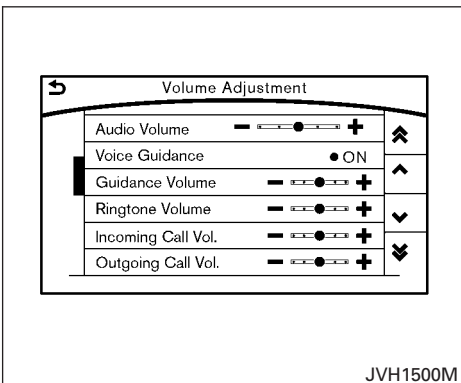 Volume Adjustment
Audio Volume
Voice Guidance ON
Guidance Volume
Ringtone Volume
Incoming Call Vol.
Outgoing Call Vol.
JVH1500M